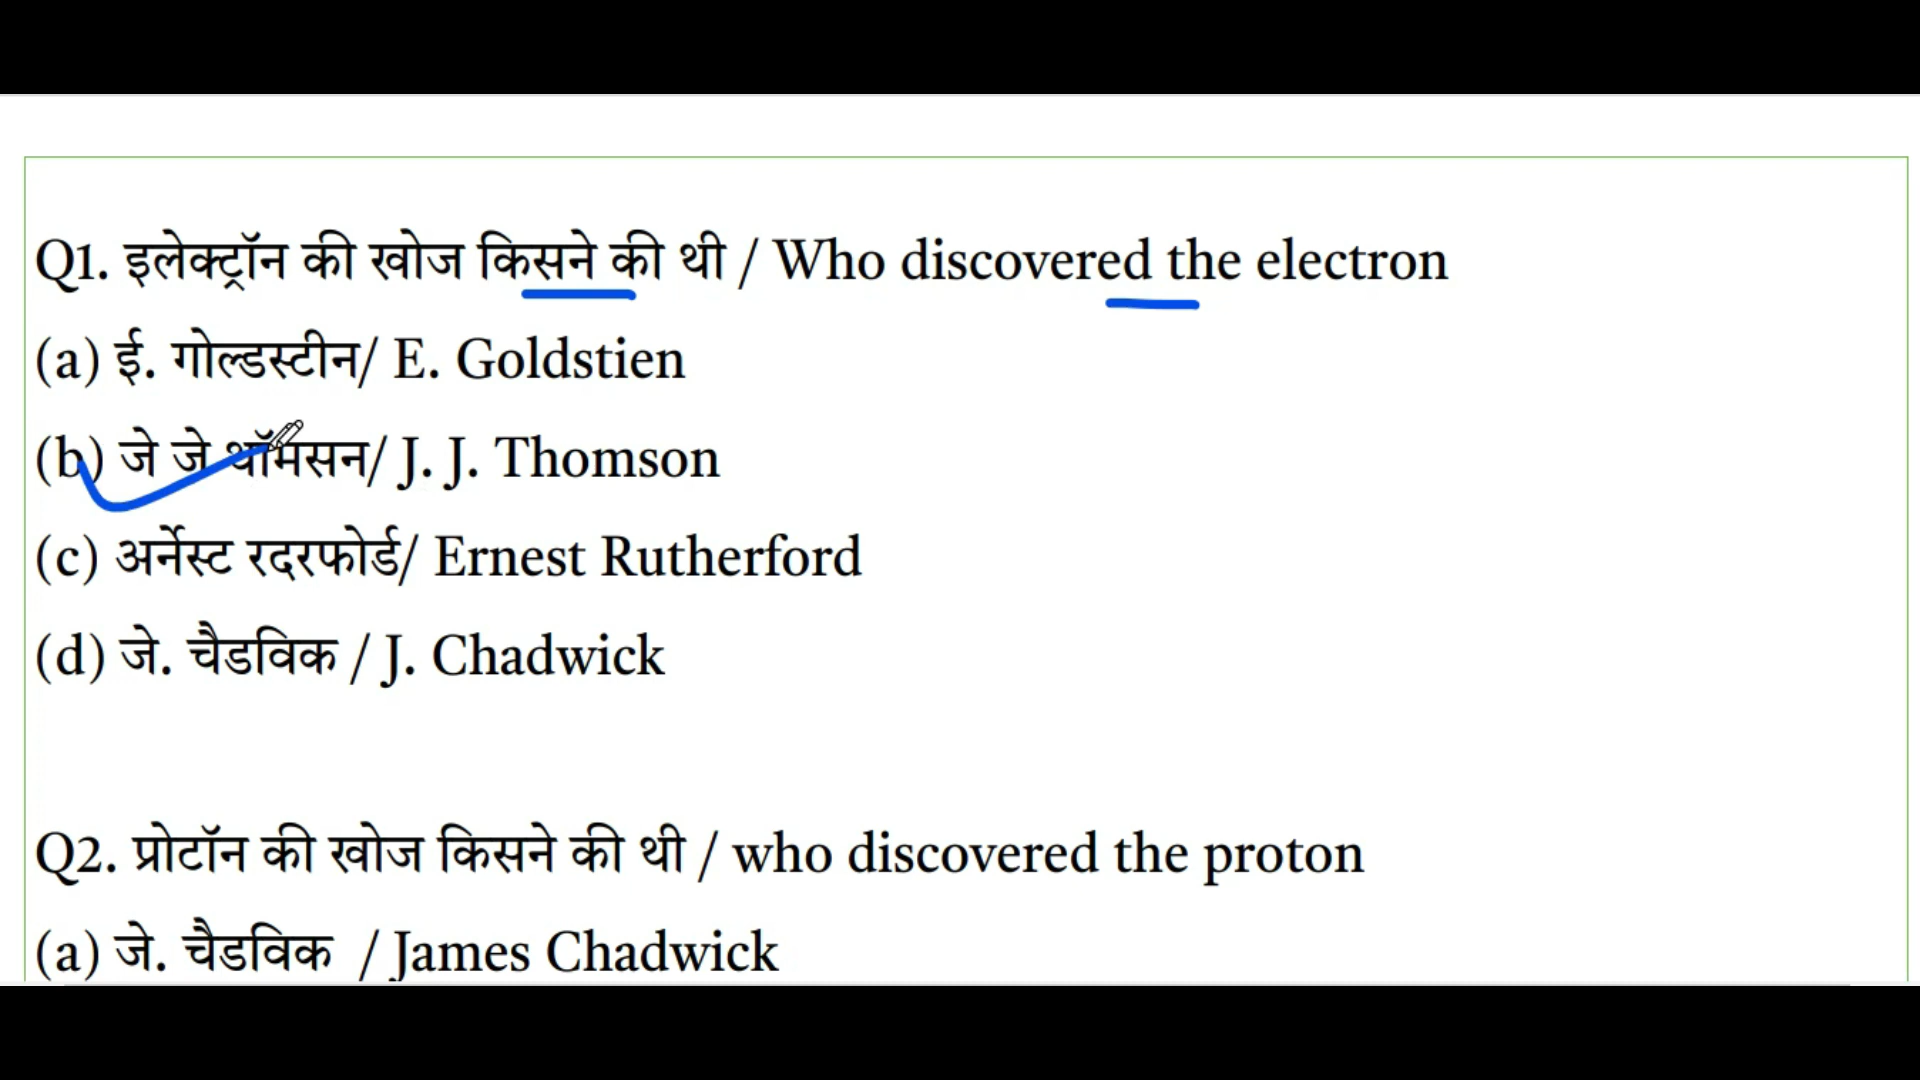 Q1. इलेक्ट्रॉन की खोज किसने की थी / Who discovered the electron
(a) ई. गोल्डस्टीन/ E. Goldstien
(b) जे जे थॉमसन/ J. J. Thomson
(c) अर्नेस्ट रदरफोर्ड/ Ernest Rutherford
(d) जे. चैडविक / J. Chadwick
Q2. प्रोटॉन की खोज किसने की थी / who discovered the proton
(a) जे. चैडविक / James Chadwick